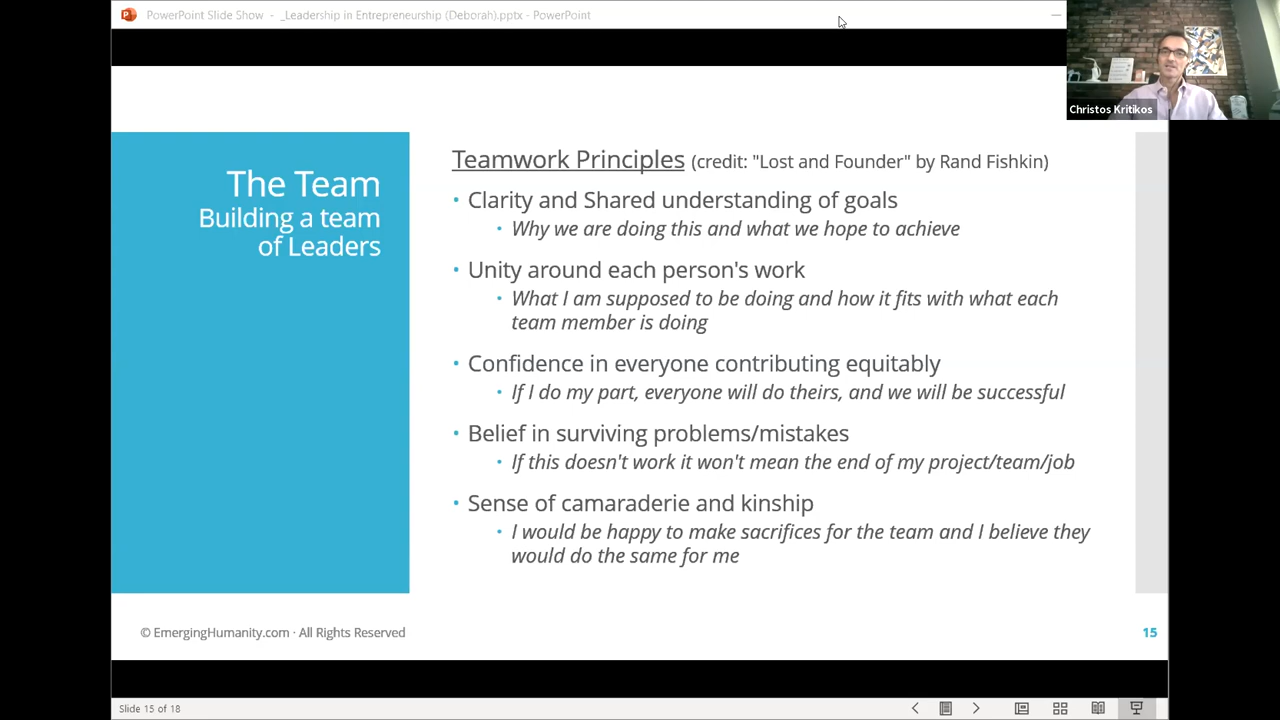 PowerPoint Slide Show - _Leadership in Entrepreneurship (Deborah).pptx - PowerPoint
Christos Kritikos
The Team
Building a team
of Leaders
Teamwork Principles (credit: "Lost and Founder" by Rand Fishkin)
• Clarity and Shared understanding of goals
• Why we are doing this and what we hope to achieve
• Unity around each person's work
• What I am supposed to be doing and how it fits with what each
team member is doing
• Confidence in everyone contributing equitably
• If I do my part, everyone will do theirs, and we will be successful
• Belief in surviving problems/mistakes
• If this doesn't work it won't mean the end of my project/team/job
• Sense of camaraderie and kinship
• I would be happy to make sacrifices for the team and I believe they
would do the same for me
© EmergingHumanity.com · All Rights Reserved
15
Slide 15 of 18